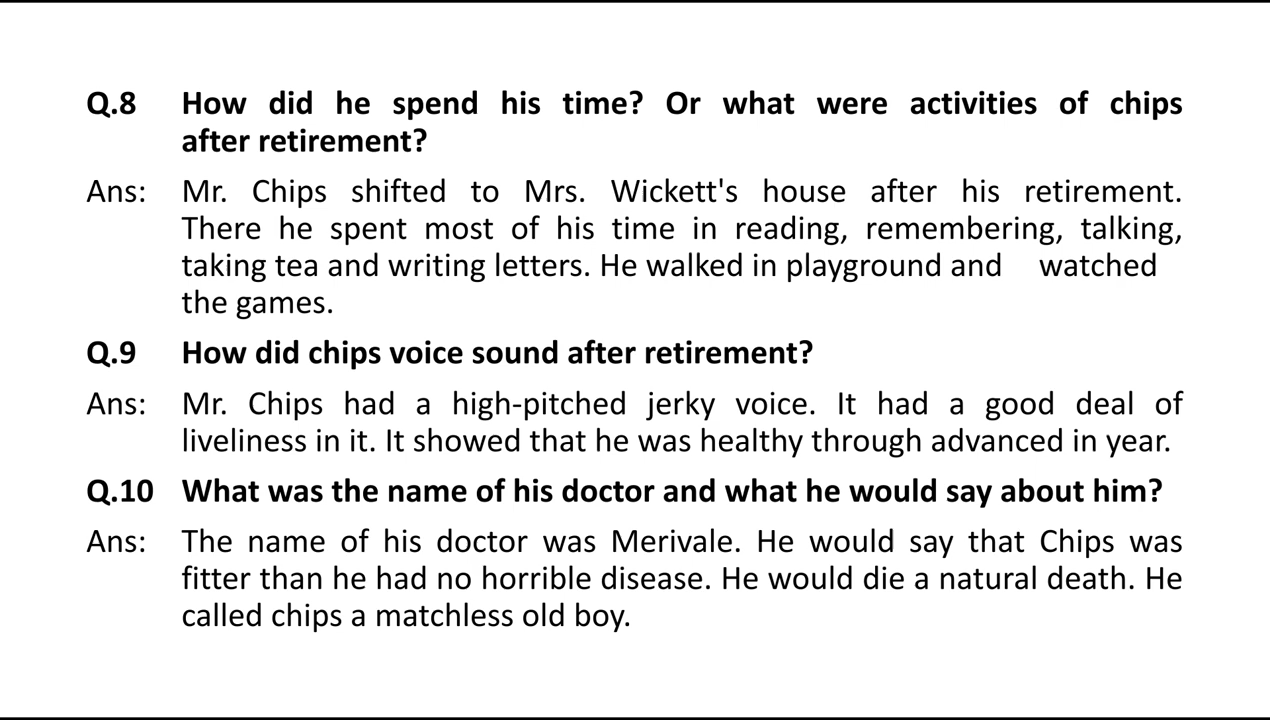 Q.8 How did he spend his time? Or what were activities of chips
after retirement?
Ans: Mr. Chips shifted to Mrs. Wickett's house after his retirement.
There he spent most of his time in reading, remembering, talking,
taking tea and writing letters. He walked in playground and watched
the games.
Q.9 How did chips voice sound after retirement?
Ans: Mr. Chips had a high-pitched jerky voice. It had a good deal of
liveliness in it. It showed that he was healthy through advanced in year.
Q.10 What was the name of his doctor and what he would say about him?
Ans: The name of his doctor was Merivale. He would say that Chips was
fitter than he had no horrible disease. He would die a natural death. He
called chips a matchless old boy.